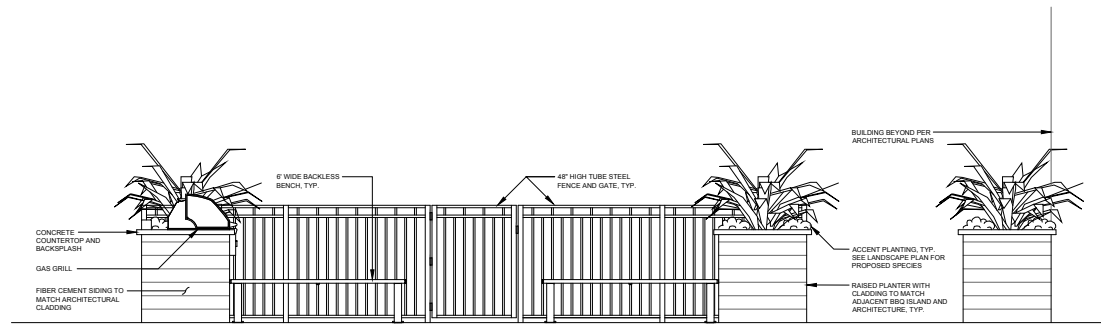 BUILDING BEYOND PER
ARCHITECTURAL PLANS
6' WIDE BACKLESS
BENCH, TYP.
48" HIGH TUBE STEEL
FENCE AND GATE, TYP.
CONCRETE
COUNTERTOP AND
BACKSPLASH
GAS GRILL
FIBER CEMENT SIDING TO
MATCH ARCHITECTURAL
CLADDING
ACCENT PLANTING, TYP.
SEE LANDSCAPE PLAN FOR
PROPOSED SPECIES
RAISED PLANTER WITH
CLADDING TO MATCH
ADJACENT BBQ ISLAND AND
ARCHITECTURE, TYP.